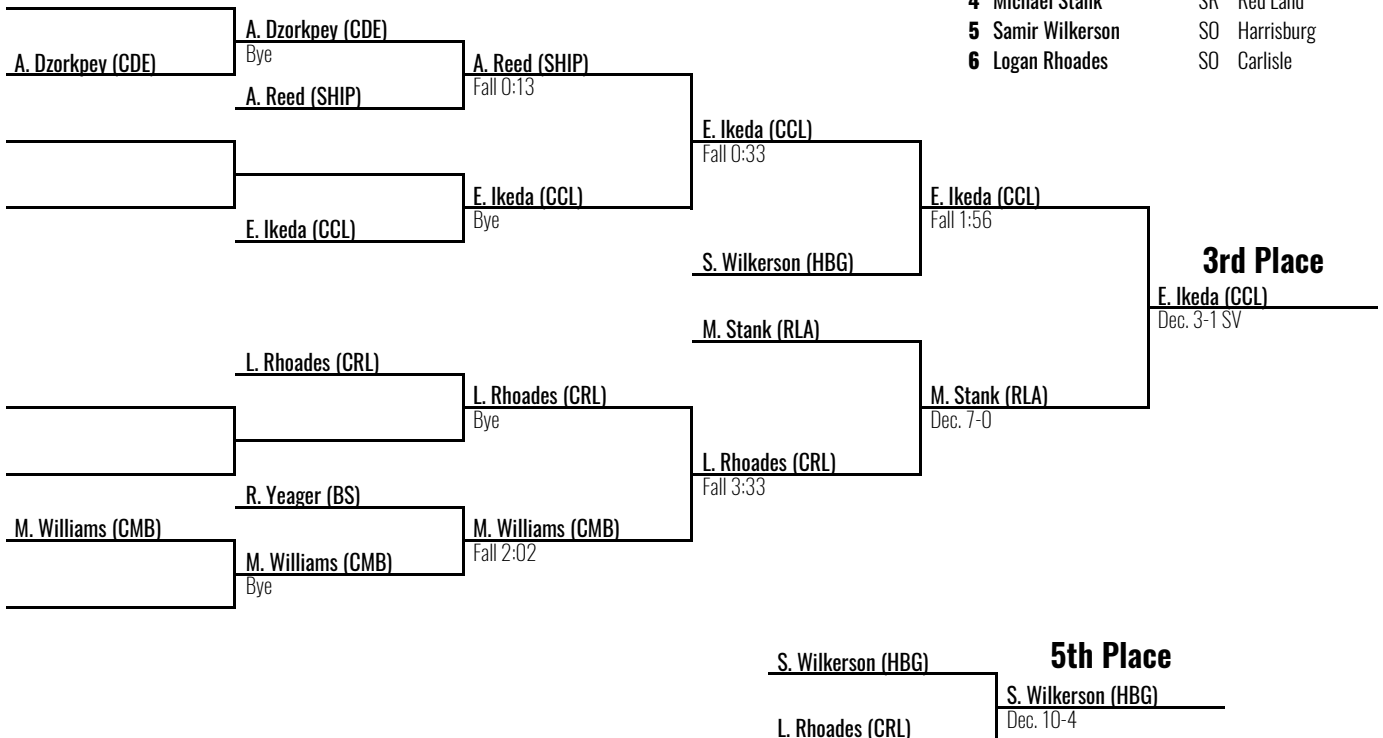 4 Michael Stank SR Red Land
A. Dzorkpey (CDE)
5 Samir Wilkerson SO Harrisburg
Bye
A. Dzorkpey (CDE)
A. Reed (SHIP)
6 Logan Rhoades SO Carlisle
Fall 0:13
A. Reed (SHIP)
E. Ikeda (CCL)
Fall 0:33
E. Ikeda (CCL)
E. Ikeda (CCL)
Bye
Fall 1:56
E. Ikeda (CCL)
S. Wilkerson (HBG)
3rd Place
E. Ikeda (CCL)
Dec. 3-1 SV
M. Stank (RLA)
L. Rhoades (CRL)
L. Rhoades (CRL)
M. Stank (RLA)
Bye
Dec. 7-0
L. Rhoades (CRL)
Fall 3:33
R. Yeager (BS)
M. Williams (CMB)
M. Williams (CMB)
Fall 2:02
M. Williams (CMB)
Bye
5th Place
S. Wilkerson (HBG)
S. Wilkerson (HBG)
Dec. 10-4
L. Rhoades (CRL)